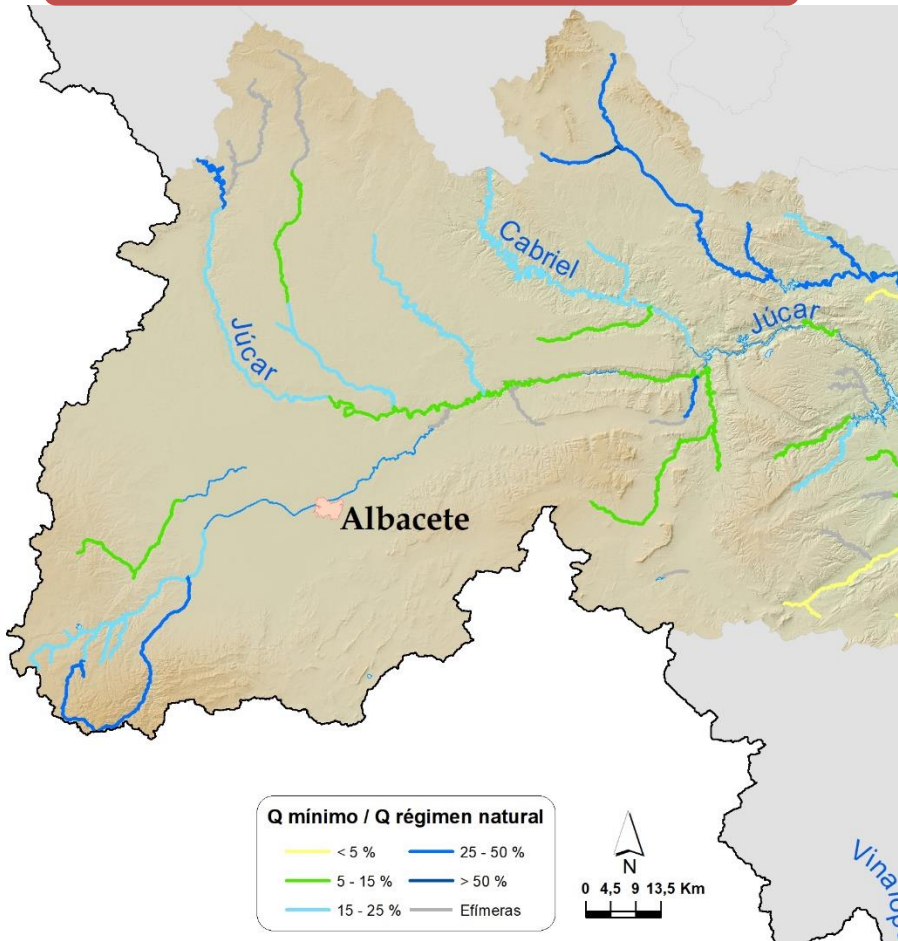 Cabriel
Júcar
Júcar
Albacete
Q mínimo / Q régimen natural
< 5 %
25 - 50 %
5 - 15 %
> 50 %
15 - 25 %
Efímeras
N
0 4,5 9 13,5 Km